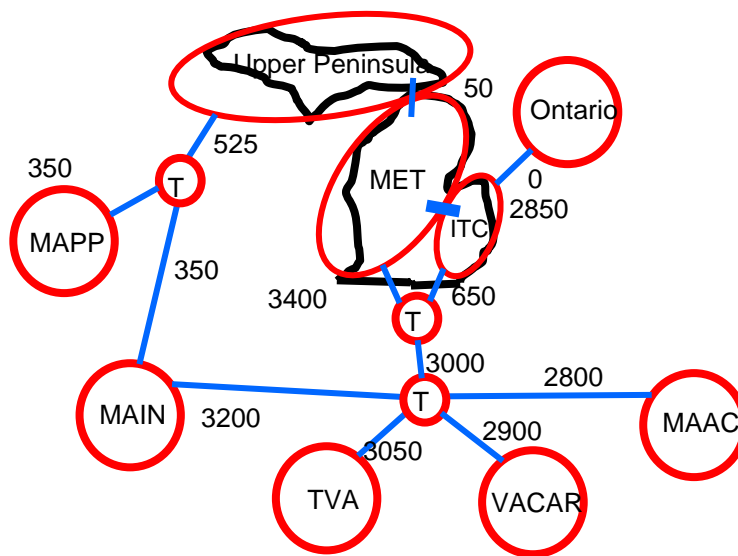 Upper Peninsula
50
Ontario
525
350
T
MET
0
2850
MAPP
ITC
350
3400
650
T
3000
2800
MAIN
3200
T
MAAC
3050
2900
TVA
VACAR